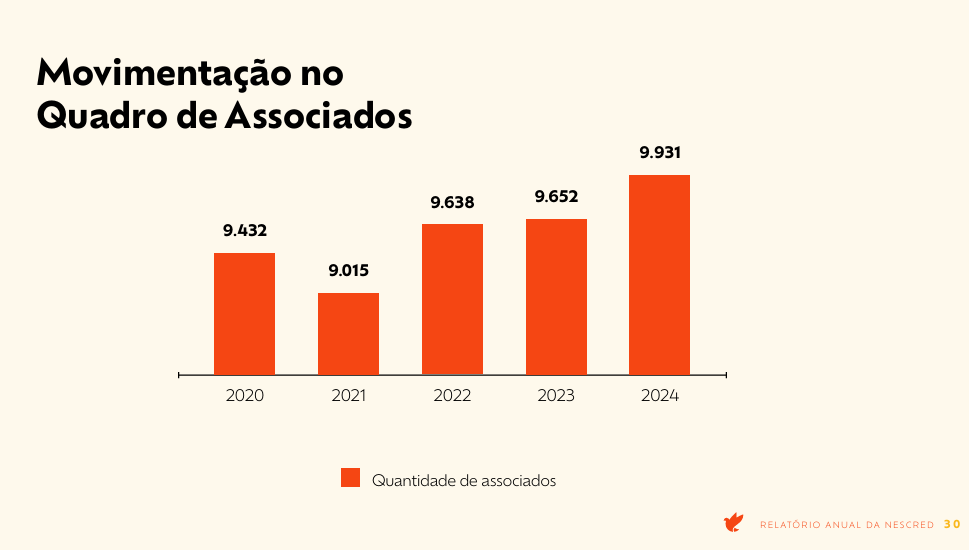 Movimentação no
Quadro de Associados
9.931
9.652
9.638
9.432
9.015
2020
2021
2022
2023
2024
Quantidade de associados
RELATÓRIO ANUAL DA NESCRED 30